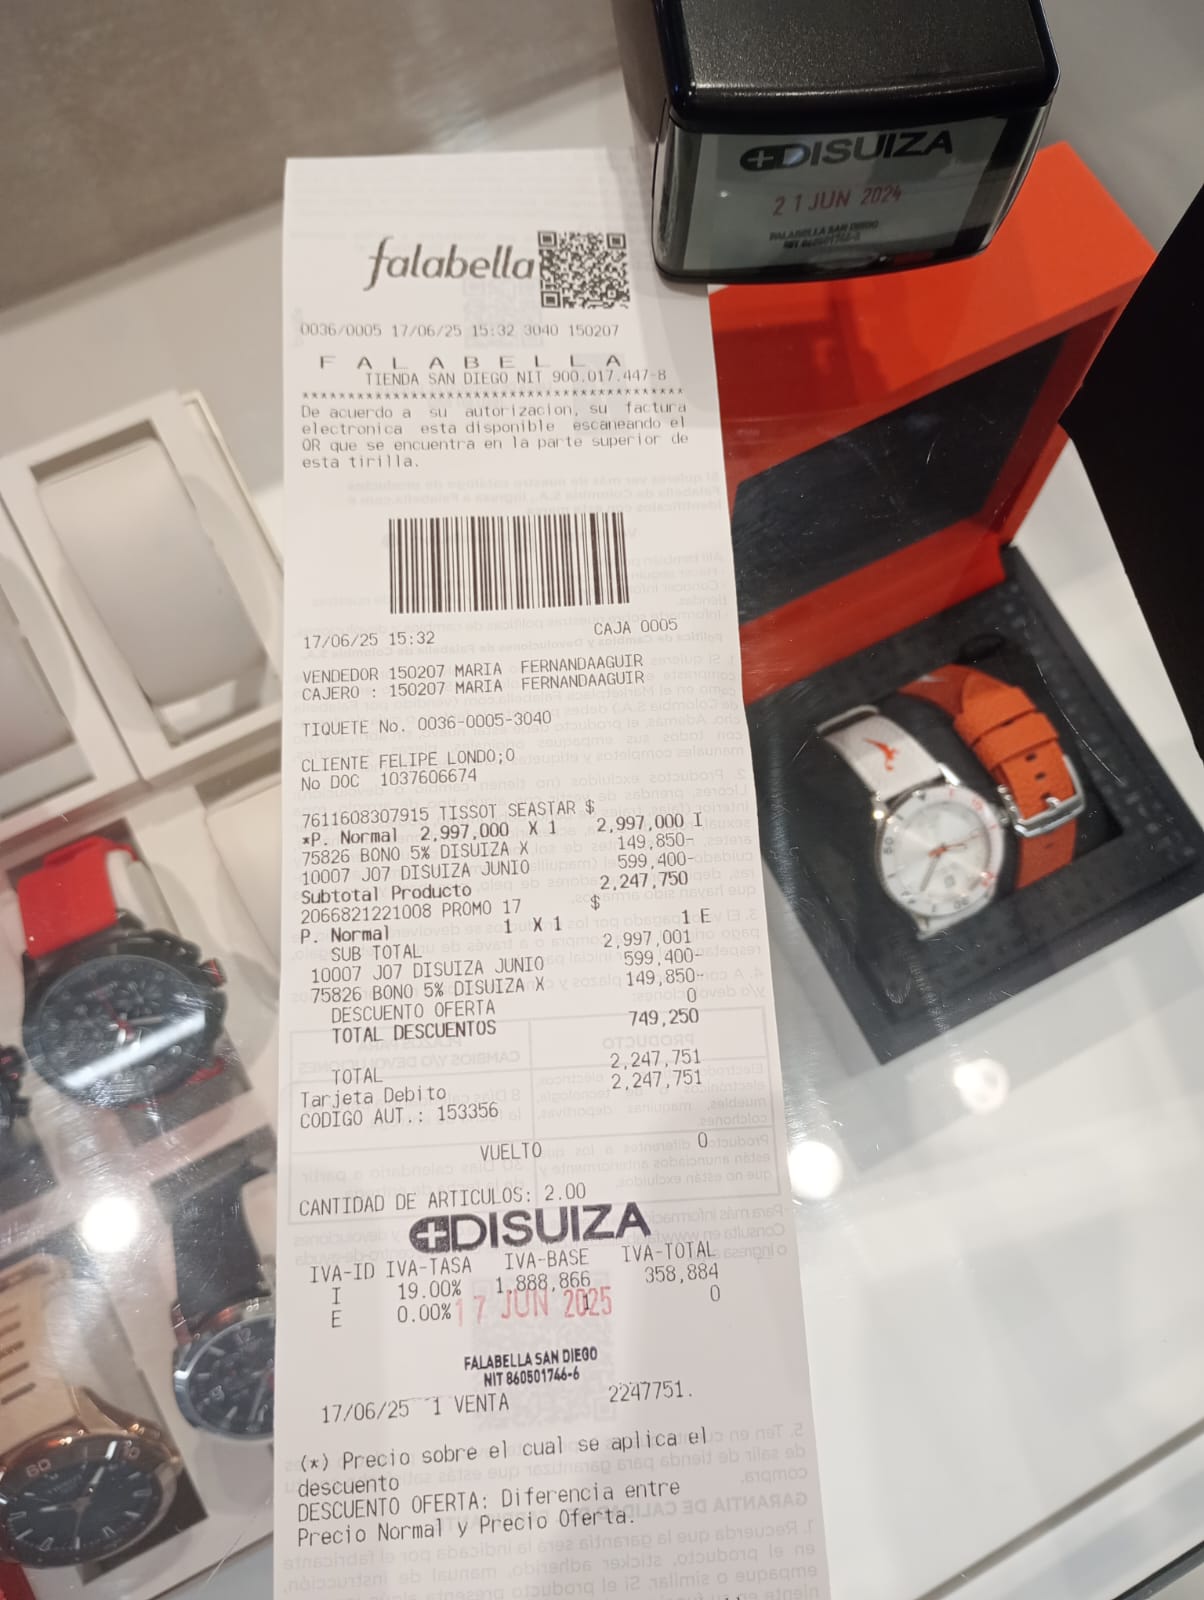 DISUIZA
21 JUN 2024
FALABELLA SAN DIEGO
falabella
0036/0005 17/06/25 15:32 3040 150207
F A L A B E L L A
TIENDA SAN DIEGO NIT 900.017.447-8
******************************************
De acuerdo a su autorizacion, su factura
electronica esta disponible escaneando el
QR que se encuentra en la parte superior de
esta tirilla.
17/06/25 15:32 CAJA 0005
VENDEDOR 150207 MARIA FERNANDAAGUIR
CAJERO : 150207 MARIA FERNANDAAGUIR
TIQUETE No. 0036-0005-3040
CLIENTE FELIPE LONDO;O
No DOC 1037606674
7611608307915 TISSOT SEASTAR $
*P. Normal 2,997,000 X 1 2,997,000 I
75826 BONO 5% DISUIZA X 149,850-
10007 J07 DISUIZA JUNIO 599,400-
Subtotal Producto 2,247,750
2066821221008 PROMO 17 $
P. Normal 1 X 1 1 E
SUB TOTAL 2,997,001
10007 J07 DISUIZA JUNIO 599,400-
75826 BONO 5% DISUIZA X 149,850-
DESCUENTO OFERTA 0
TOTAL DESCUENTOS 749,250
TOTAL 2,247,751
Tarjeta Debito 2,247,751
CODIGO AUT.: 153356
VUELTO 0
CANTIDAD DE ARTICULOS: 2.00
DISUIZA
IVA-ID IVA-TASA IVA-BASE IVA-TOTAL
I 19.00% 1,888,866 358,884
E 0.00% 1 0
17 JUN 2025
FALABELLA SAN DIEGO
NIT 860501746-6
17/06/25 1 VENTA 2247751.
(*) Precio sobre el cual se aplica el
descuento
DESCUENTO OFERTA: Diferencia entre
Precio Normal y Precio Oferta.